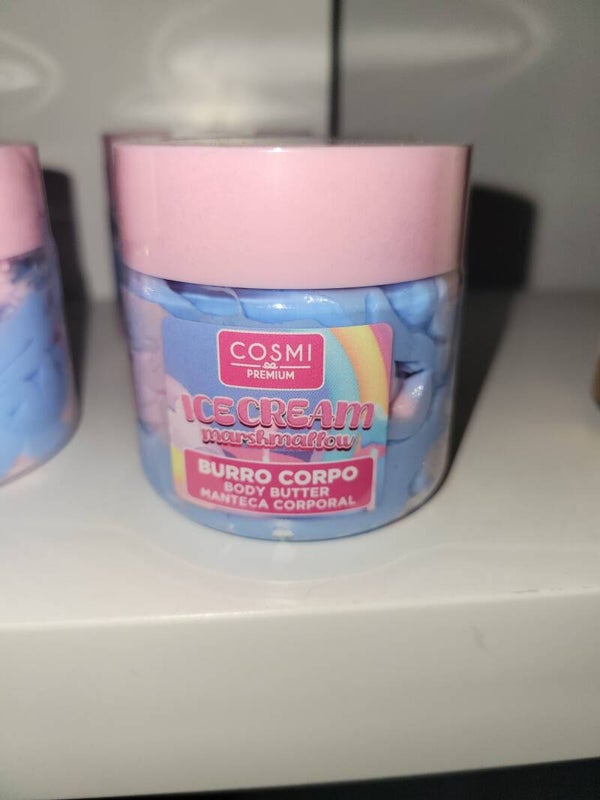 COSMI
PREMIUM
ICE CREAM
marshmallow
BURRO CORPO
BODY BUTTER
MANTECA CORPORAL